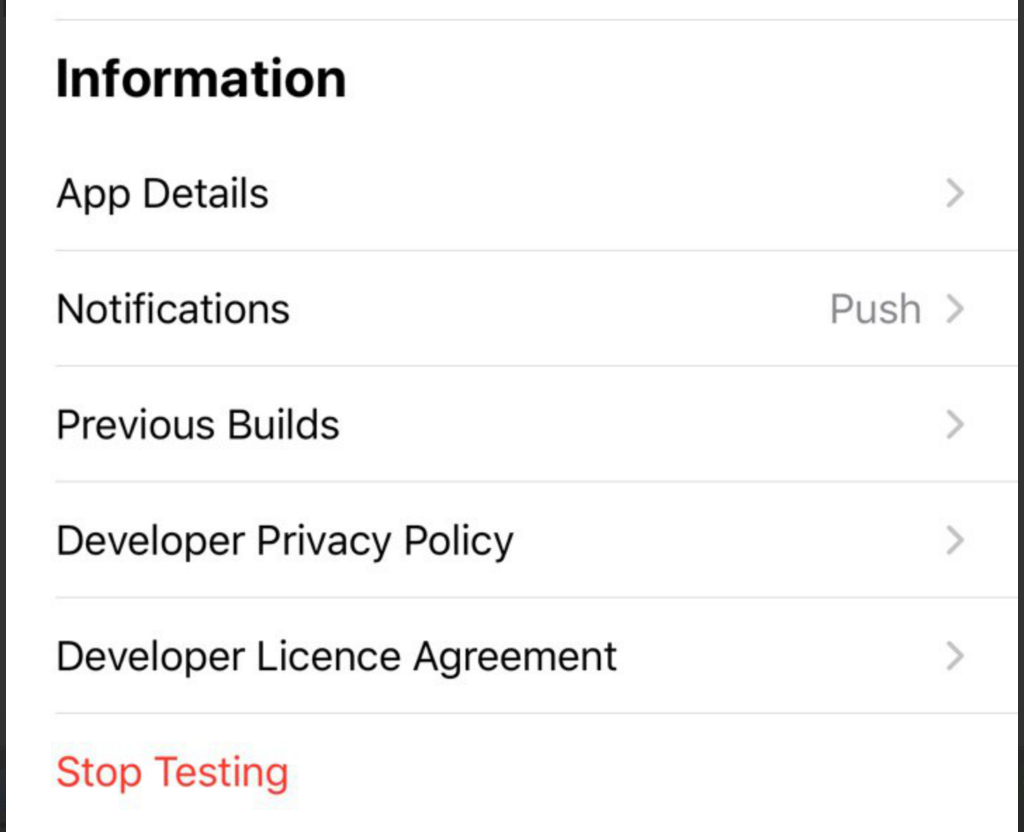 Information
App Details
Notifications Push
Previous Builds
Developer Privacy Policy
Developer Licence Agreement
Stop Testing